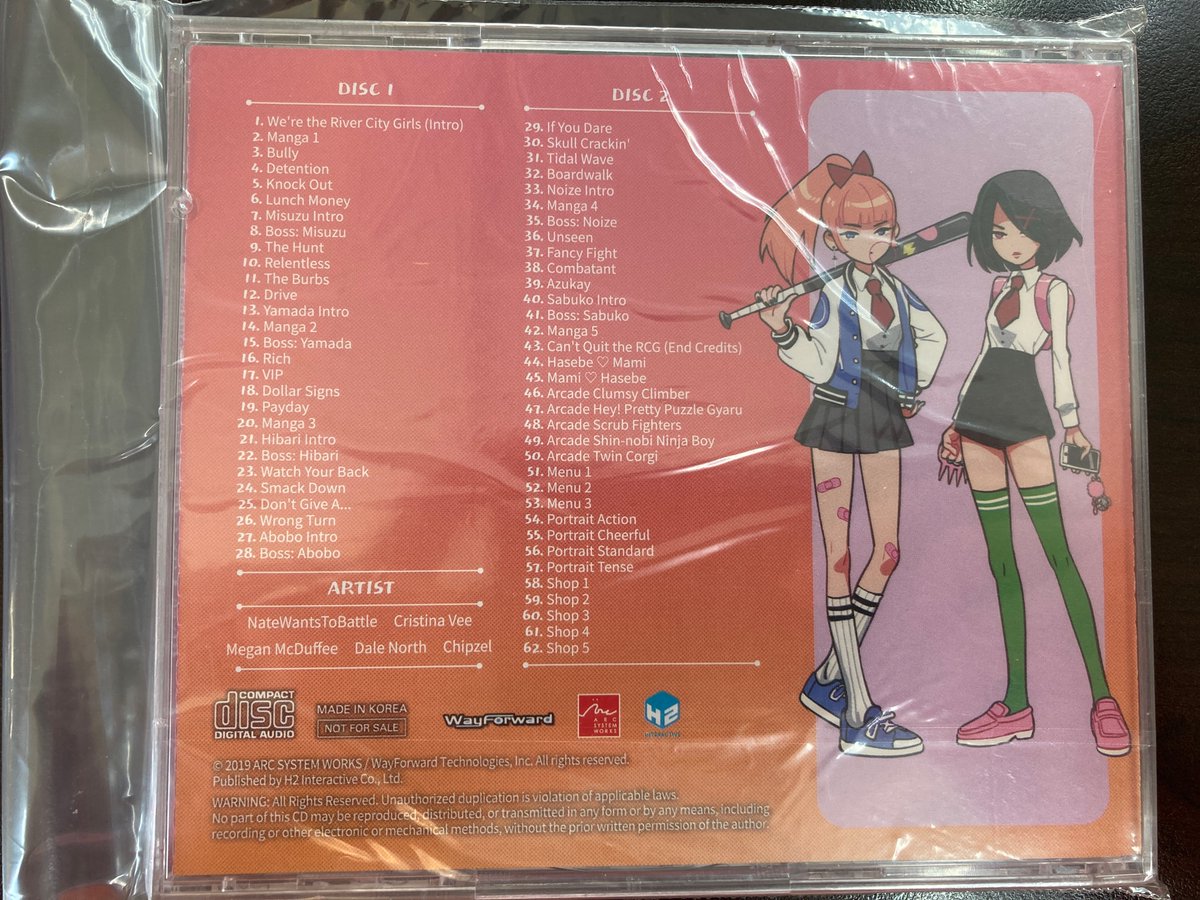 DISC 1
1. We're the River City Girls (Intro)
2. Manga 1
3. Bully
4. Detention
5. Knock Out
6. Lunch Money
7. Misuzu Intro
8. Boss: Misuzu
9. The Hunt
10. Relentless
11. The Burbs
12. Drive
13. Yamada Intro
14. Manga 2
15. Boss: Yamada
16. Rich
17. VIP
18. Dollar Signs
19. Payday
20. Manga 3
21. Hibari Intro
22. Boss: Hibari
23. Watch Your Back
24. Smack Down
25. Don't Give A...
26. Wrong Turn
27. Abobo Intro
28. Boss: Abobo
ARTIST
NateWantsToBattle Cristina Vee
Megan McDuffee Dale North Chipzel
DISC 2
29. If You Dare
30. Skull Crackin'
31. Tidal Wave
32. Boardwalk
33. Noize Intro
34. Manga 4
35. Boss: Noize
36. Unseen
37. Fancy Fight
38. Combatant
39. Azukay
40. Sabuko Intro
41. Boss: Sabuko
42. Manga 5
43. Can't Quit the RCG (End Credits)
44. Hasebe ♡ Mami
45. Mami ♡ Hasebe
46. Arcade Clumsy Climber
47. Arcade Hey! Pretty Puzzle Gyaru
48. Arcade Scrub Fighters
49. Arcade Shin-nobi Ninja Boy
50. Arcade Twin Corgi
51. Menu 1
52. Menu 2
53. Menu 3
54. Portrait Action
55. Portrait Cheerful
56. Portrait Standard
57. Portrait Tense
58. Shop 1
59. Shop 2
60. Shop 3
61. Shop 4
62. Shop 5
COMPACT
disc
DIGITAL AUDIO
MADE IN KOREA
NOT FOR SALE
WayForward
Arc
ARC
SYSTEM
WORKS
H2
INTERACTIVE
© 2019 ARC SYSTEM WORKS / WayForward Technologies, Inc. All rights reserved.
Published by H2 Interactive Co., Ltd.
WARNING: All Rights Reserved. Unauthorized duplication is violation of applicable laws.
No part of this CD may be reproduced, distributed, or transmitted in any form or by any means, including
recording or other electronic or mechanical methods, without the prior written permission of the author.